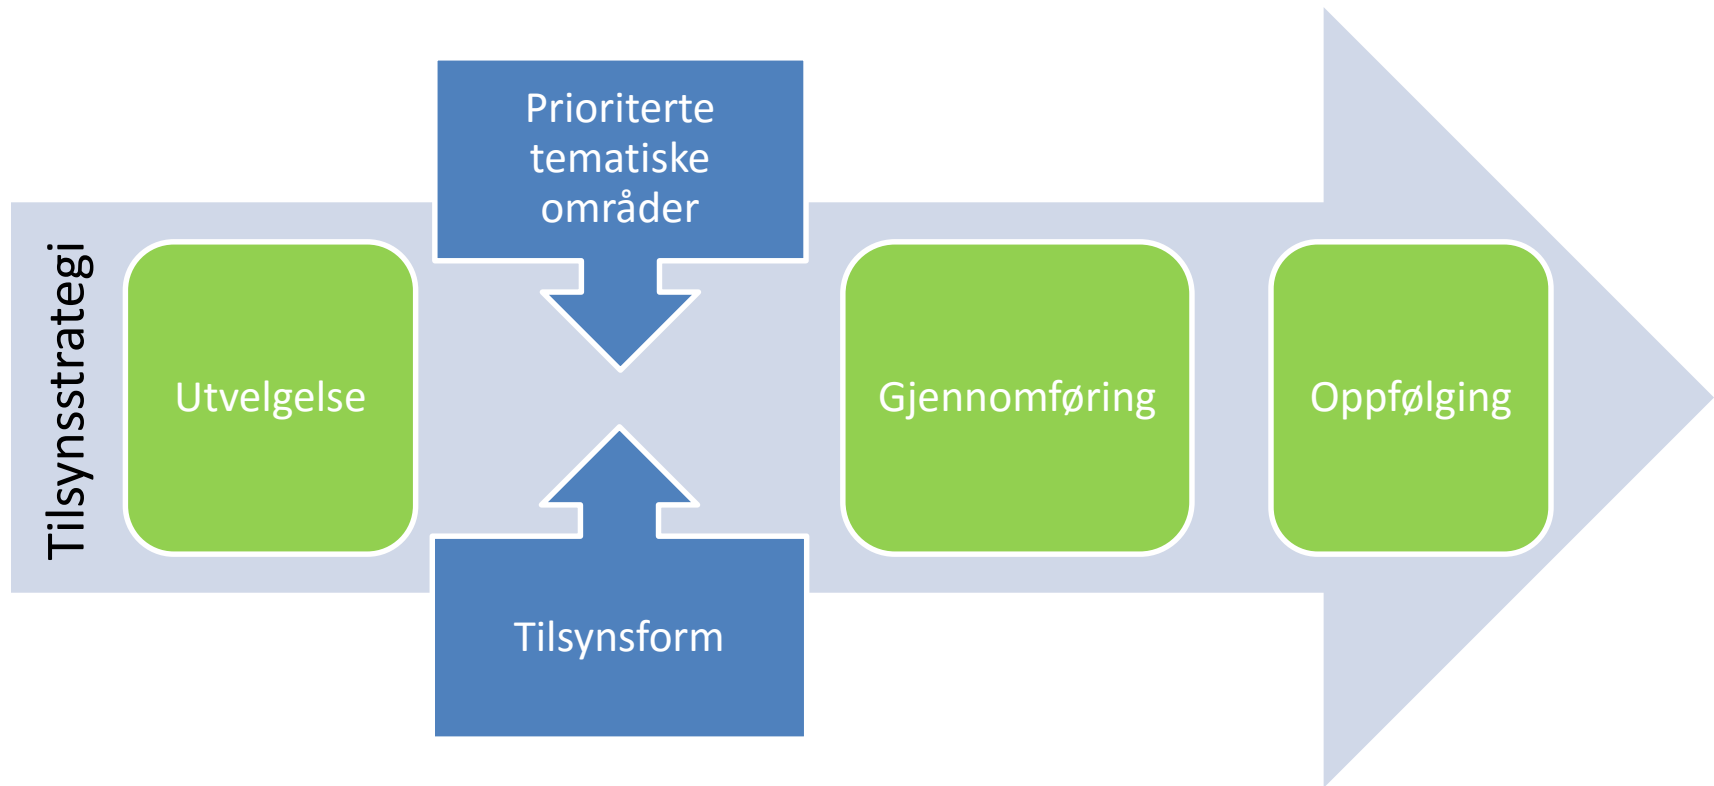 Tilsynsstrategi
Utvelgelse
Prioriterte
tematiske
områder
Tilsynsform
Gjennomføring
Oppfølging